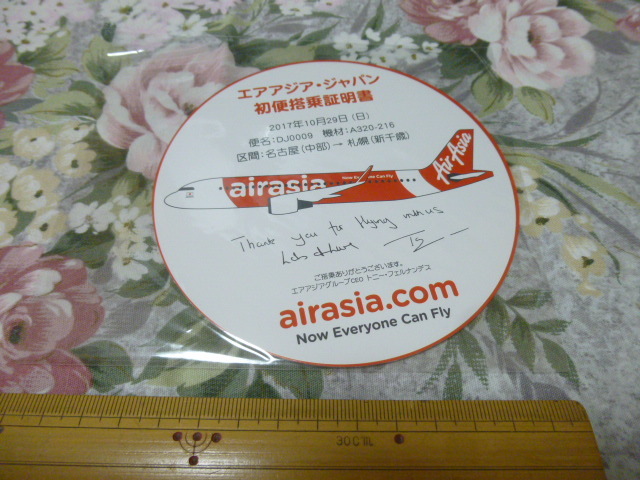 エアアジア・ジャパン
初便搭乗証明書
2017年10月29日（日）
便名：DJ0009 機材：A320-216
区間：名古屋（中部）→ 札幌（新千歳）
airasia Now Everyone Can Fly AirAsia
Thank you for flying with us
ご搭乗ありがとうございます。
エアアジアグループCEO トニー・フェルナンデス
airasia.com
Now Everyone Can Fly
30C m